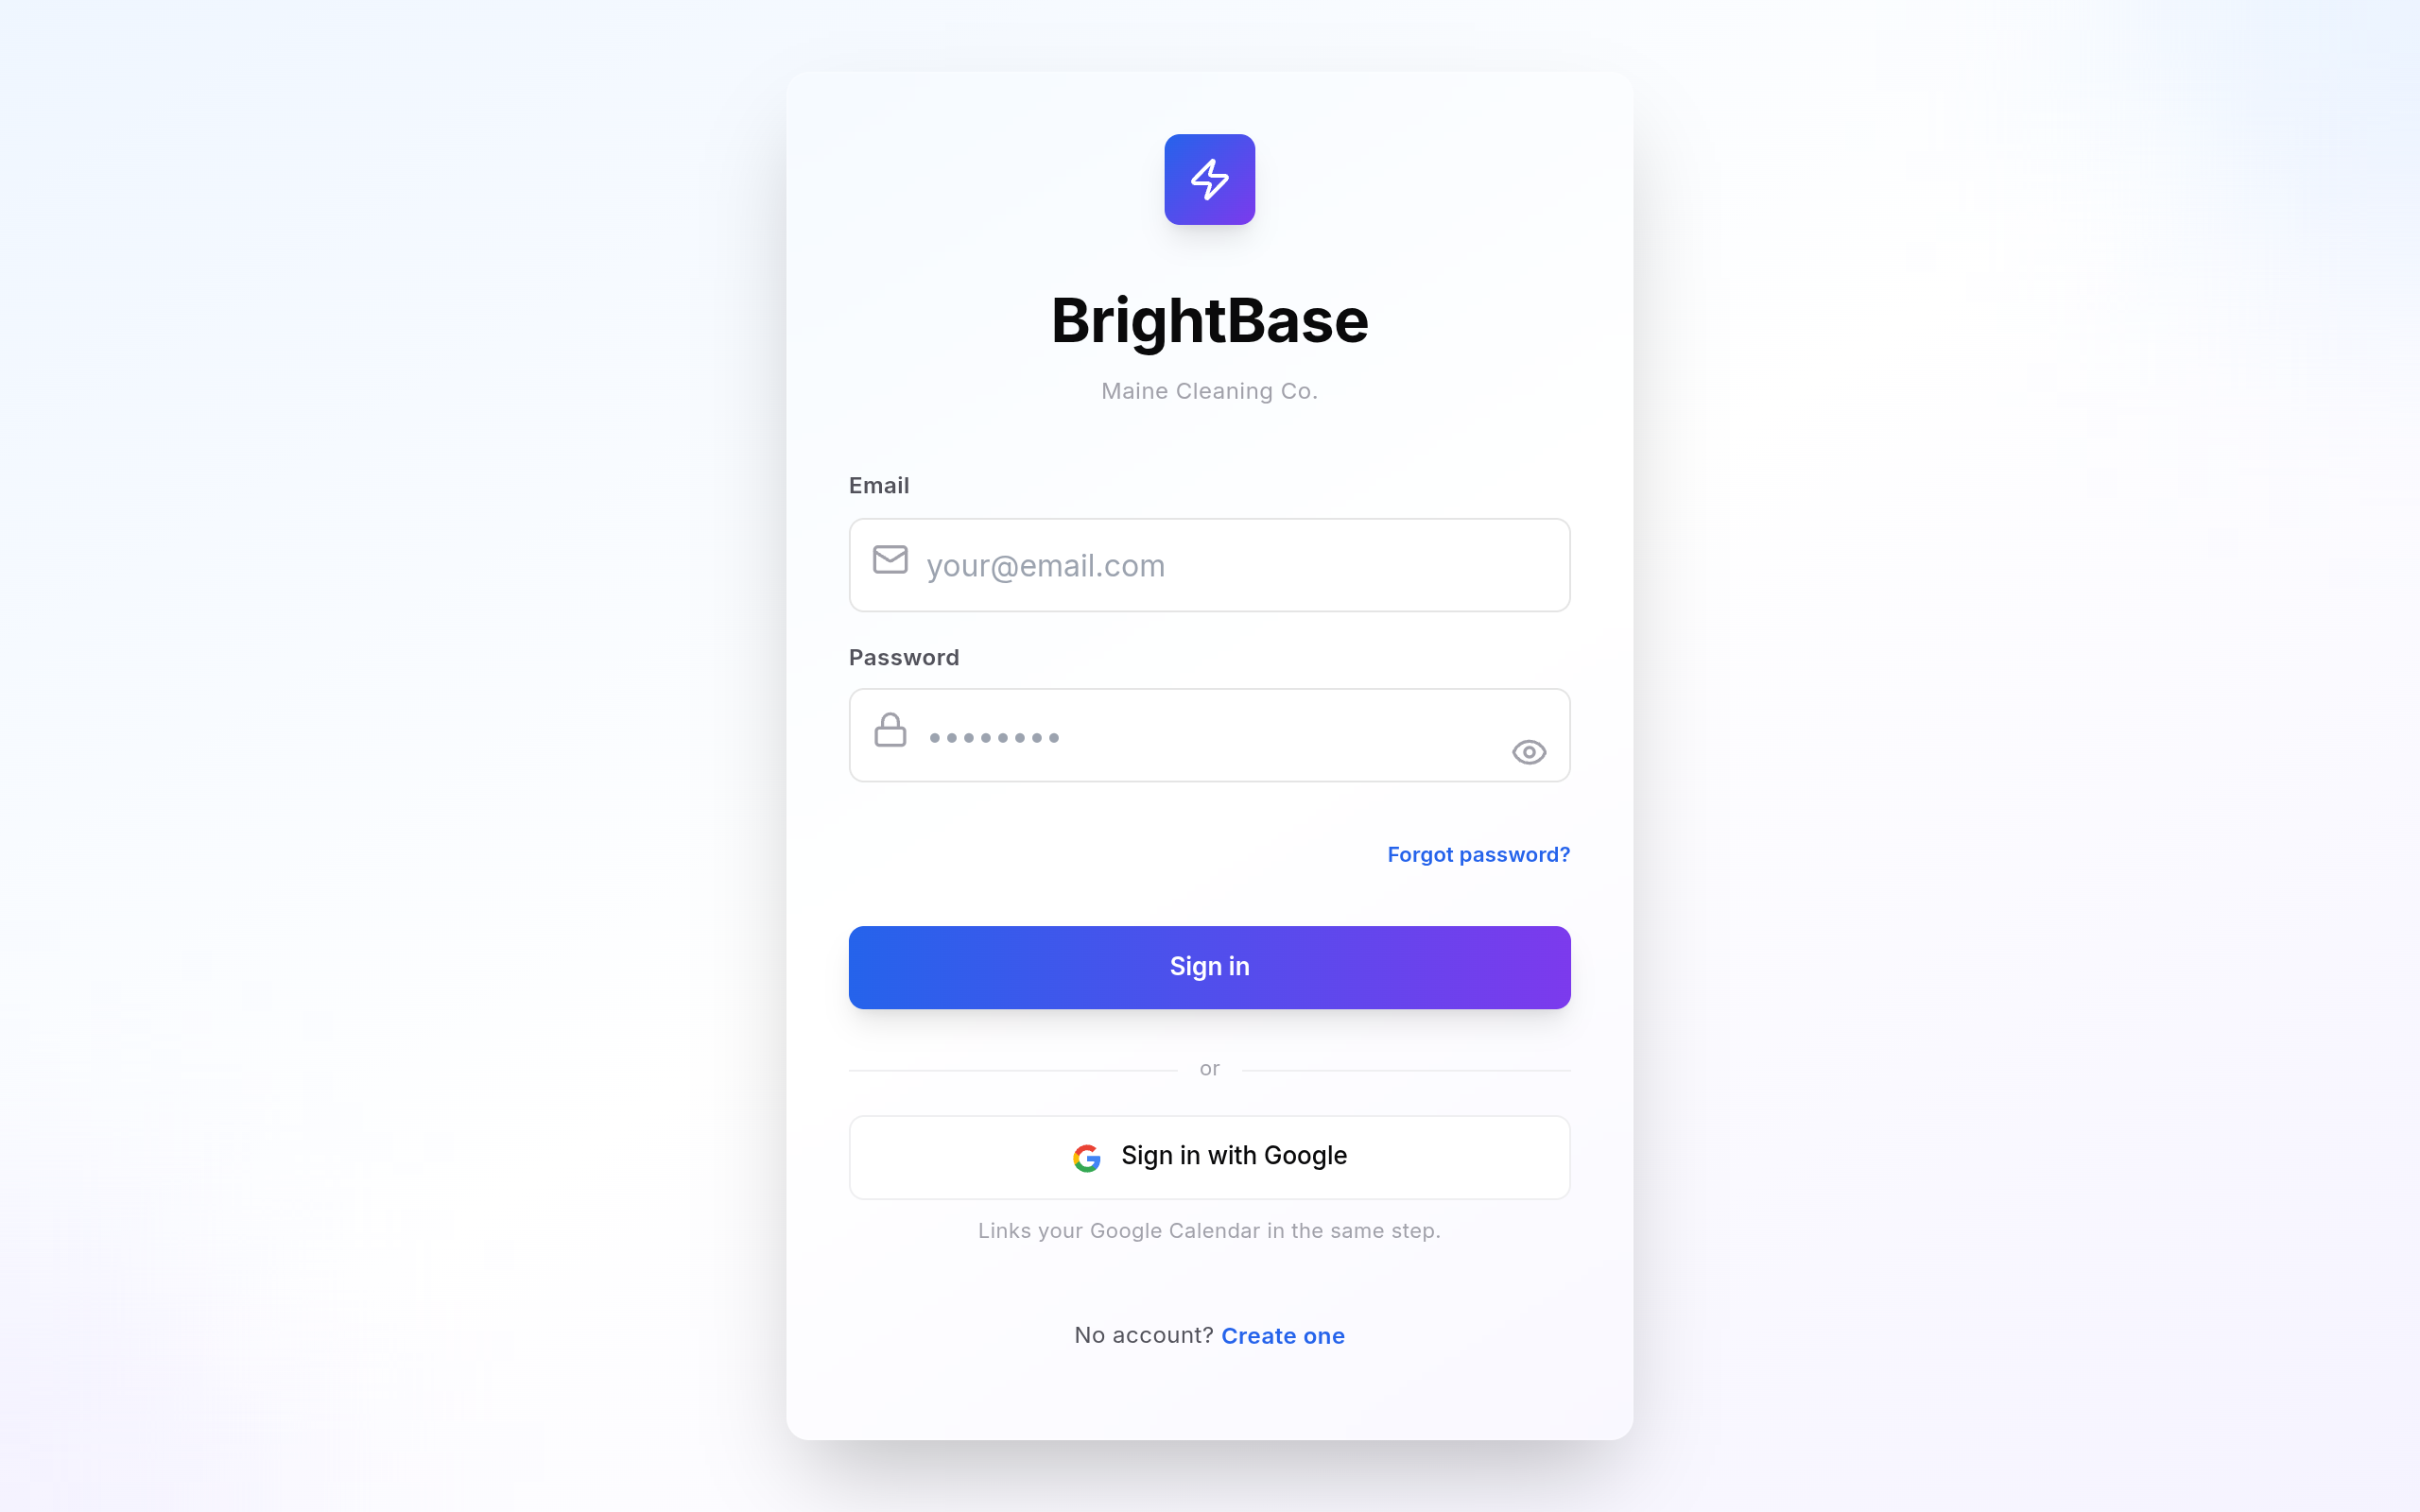 BrightBase
Maine Cleaning Co.
Email
your@email.com
Password
••••••••
Forgot password?
Sign in
or
Sign in with Google
Links your Google Calendar in the same step.
No account? Create one